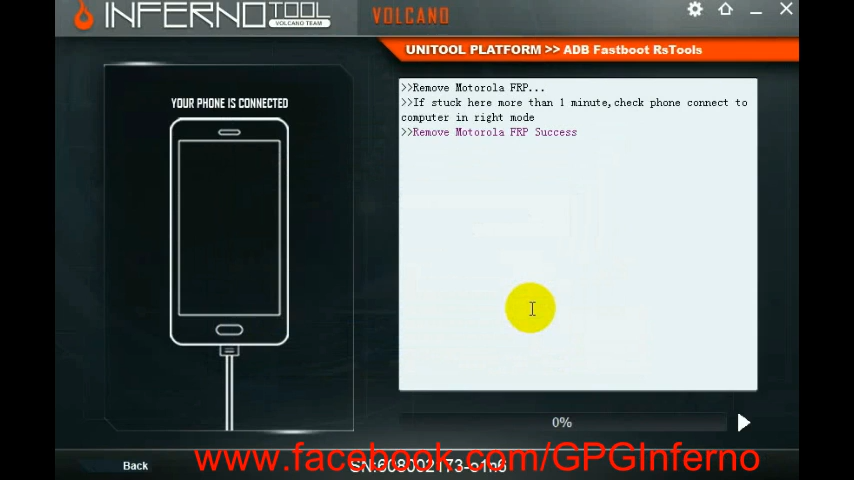 INFERNOTOOL
VOLCANO TEAM
VOLCANO
UNITOOL PLATFORM >> ADB Fastboot RsTools
YOUR PHONE IS CONNECTED
>>Remove Motorola FRP...
>>If stuck here more than 1 minute,check phone connect to
computer in right mode
>>Remove Motorola FRP Success
0%
Back
www.facebook.com/GPGInferno